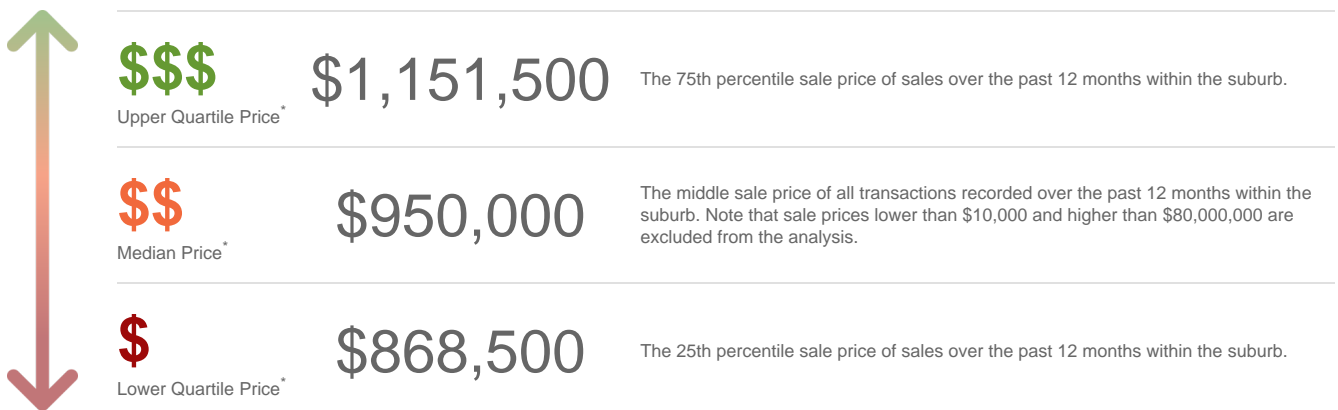 $$$
Upper Quartile Price*
$1,151,500
The 75th percentile sale price of sales over the past 12 months within the suburb.
$$
Median Price*
$950,000
The middle sale price of all transactions recorded over the past 12 months within the
suburb. Note that sale prices lower than $10,000 and higher than $80,000,000 are
excluded from the analysis.
$
Lower Quartile Price*
$868,500
The 25th percentile sale price of sales over the past 12 months within the suburb.